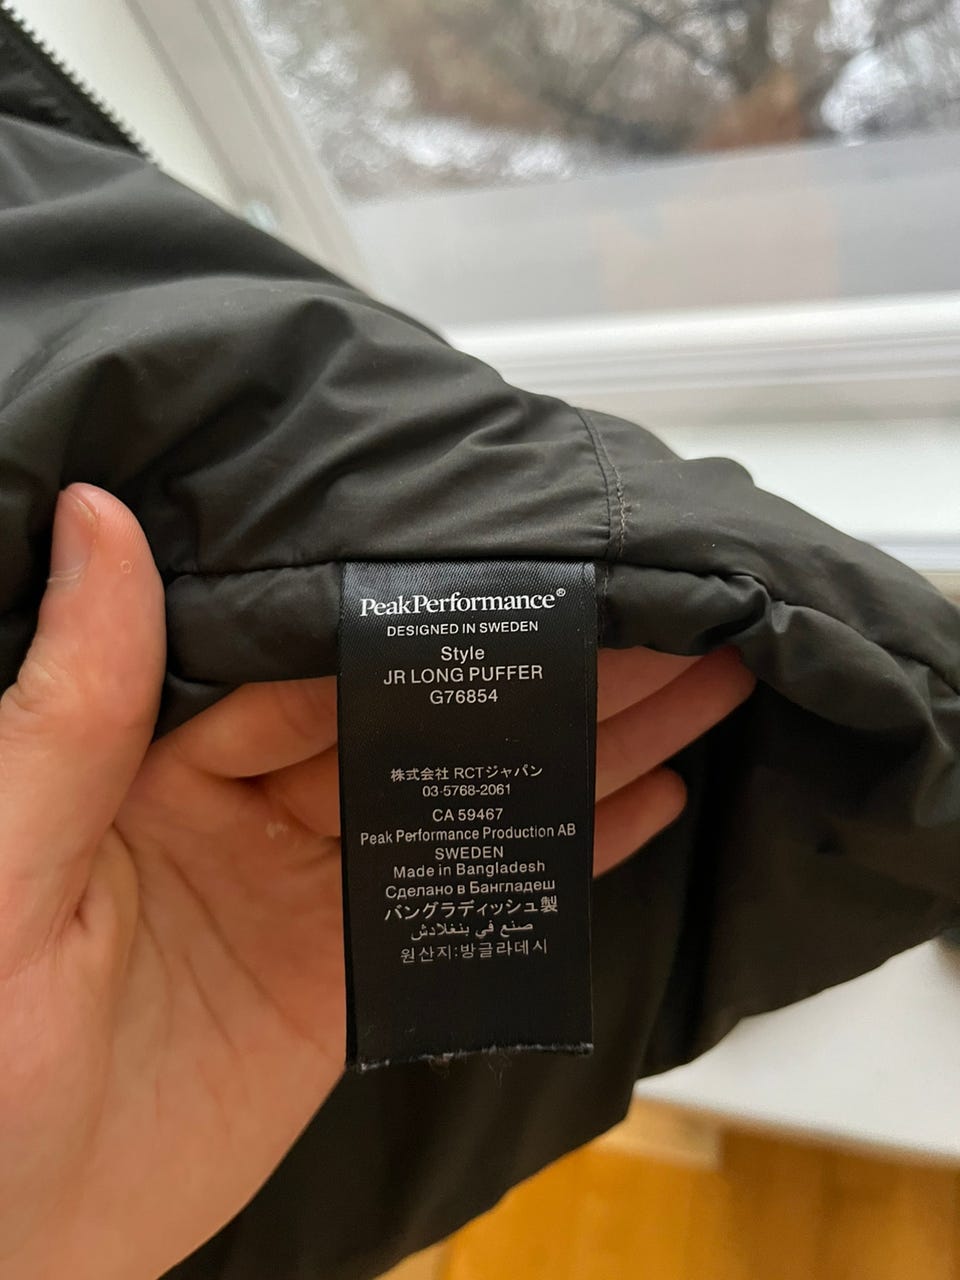 PeakPerformance®
DESIGNED IN SWEDEN
Style
JR LONG PUFFER
G76854
株式会社 RCTジャパン
03-5768-2061
CA 59467
Peak Performance Production AB
SWEDEN
Made in Bangladesh
Сделано в Бангладеш
バングラディッシュ製
صنع في بنغلادش
원산지:방글라데시